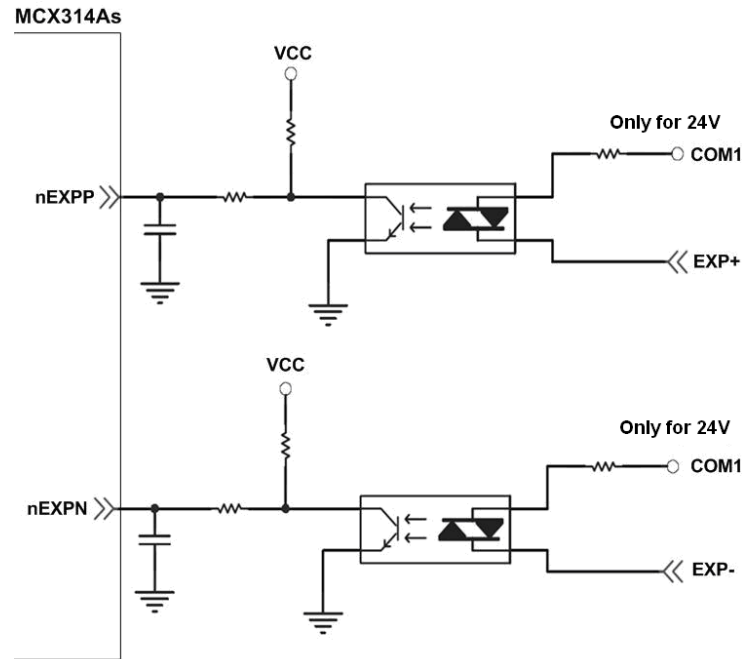 MCX314As
VCC
Only for 24V
COM1
nEXPP
EXP+
VCC
Only for 24V
COM1
nEXPN
EXP-